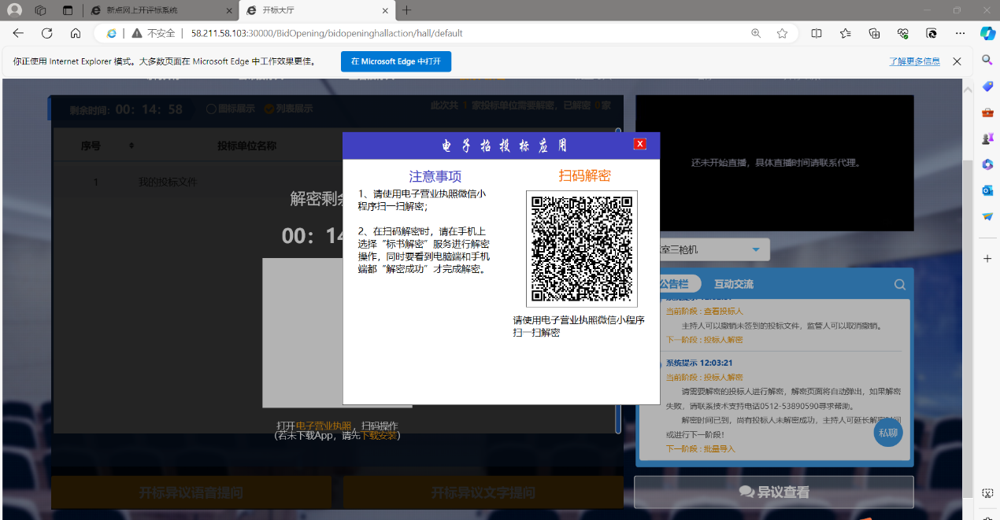 新点网上开评标系统
开标大厅
不安全
58.211.58.103:30000/BidOpening/bidopeninghallaction/hall/default
你正使用 Internet Explorer 模式。大多数页面在 Microsoft Edge 中工作效果更佳。
在 Microsoft Edge 中打开
了解更多信息
剩余时间：00：14：58
图标展示
列表展示
此次共 1 家投标单位需要解密，已解密 0 家
序号
投标单位名称
1
我的投标文件
解密剩余
00：14
打开电子营业执照，扫码操作
(若未下载App，请先下载安装)
开标异议语音提问
开标异议文字提问
电子招投标应用
X
注意事项
1、请使用电子营业执照微信小
程序扫一扫解密；
2、在扫码解密时，请在手机上
选择“标书解密”服务进行解密
操作，同时要看到电脑端和手机
端都“解密成功”才完成解密。
扫码解密
请使用电子营业执照微信小程序
扫一扫解密
还未开始直播，具体直播时间请联系代理。
室三枪机
公告栏
互动交流
当前阶段：查看投标人
主持人可以撤销未签到的投标文件，监管人可以取消撤销。
下一阶段：投标人解密
系统提示 12:03:21
当前阶段：投标人解密
请需要解密的投标人进行解密，解密页面将自动弹出，如果解密
失败，请联系技术支持电话0512-53890590寻求帮助。
解密时间已到，尚有投标人未解密成功，主持人可延长解密时间
或进行下一阶段！
下一阶段：批量导入
私聊
异议查看